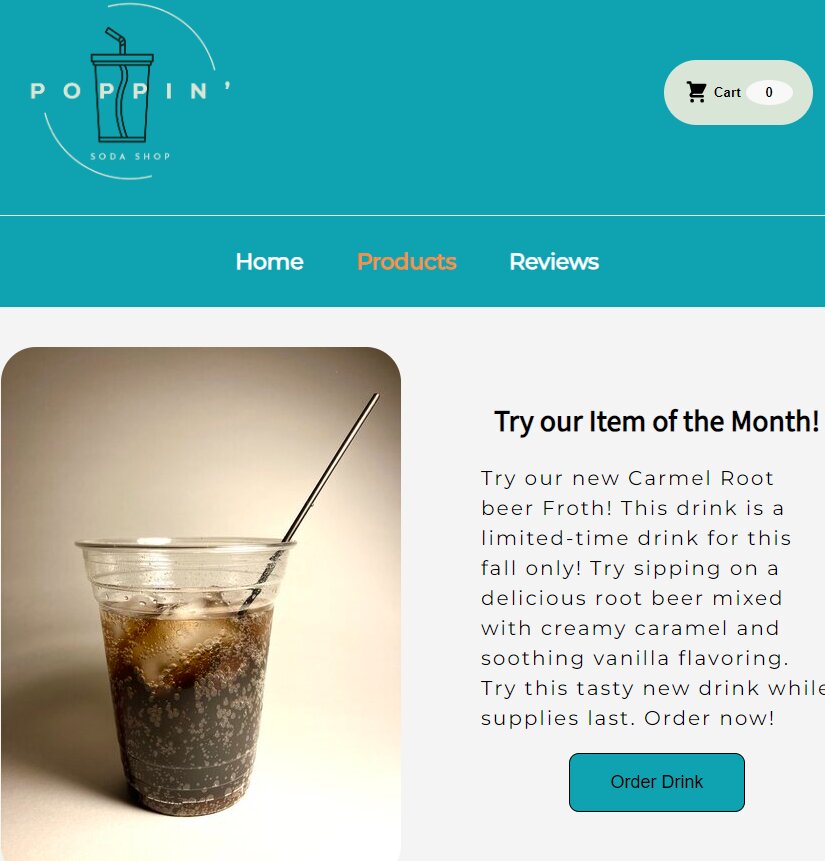 POPPIN'
SODA SHOP
Cart 0
Home Products Reviews
Try our Item of the Month!
Try our new Carmel Root
beer Froth! This drink is a
limited-time drink for this
fall only! Try sipping on a
delicious root beer mixed
with creamy caramel and
soothing vanilla flavoring.
Try this tasty new drink while
supplies last. Order now!
Order Drink